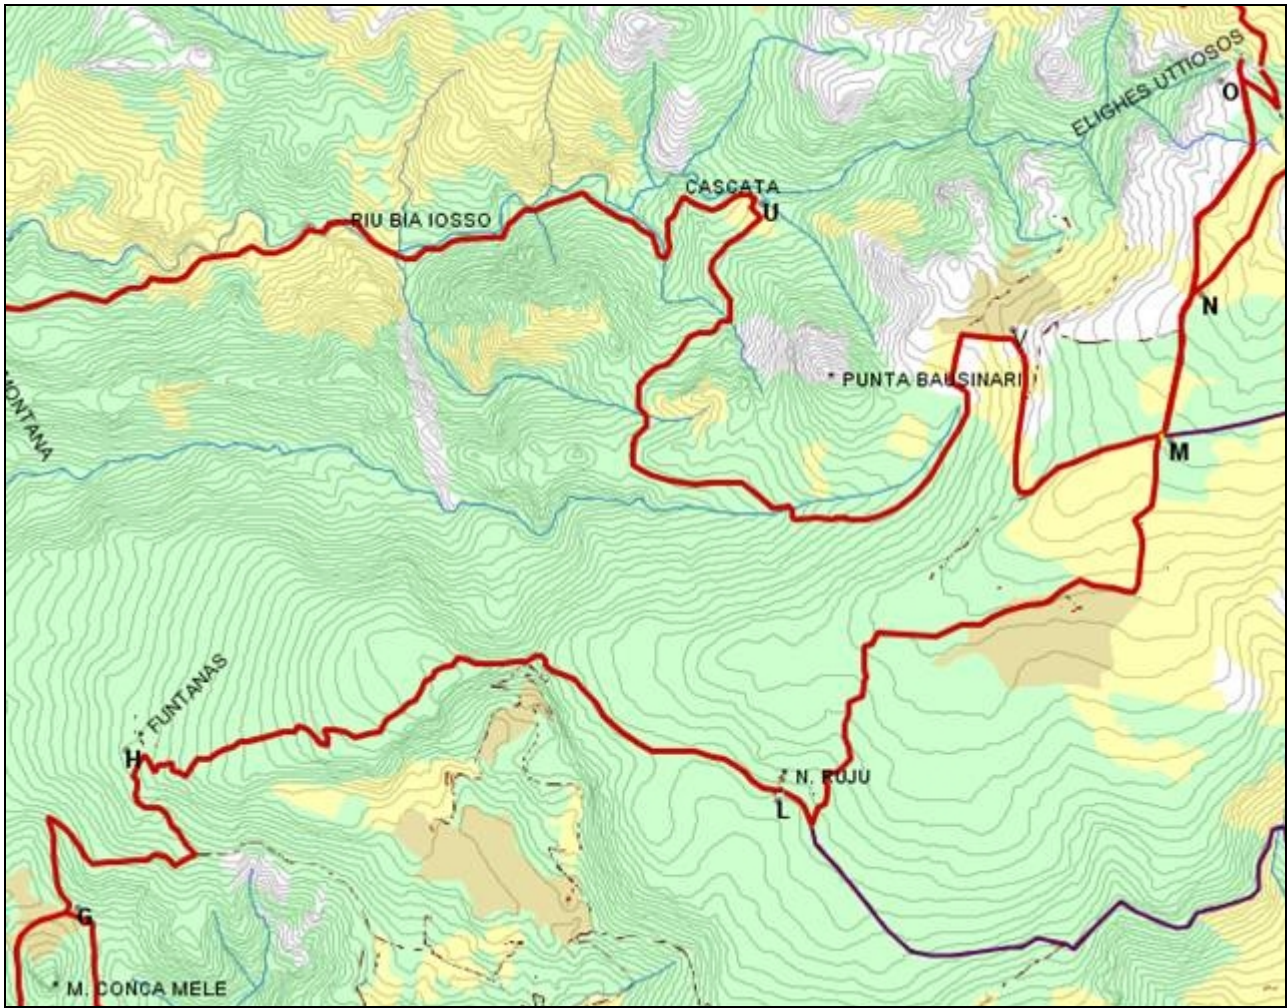 ELIGHES UTTIOSOS
O
CASCATA
U
RIU BIA IOSSO
N
V
PUNTA BAUSINARI
MONTANA
M
FUNTANAS
H
N. RUJU
L
G
M. CONCA MELE